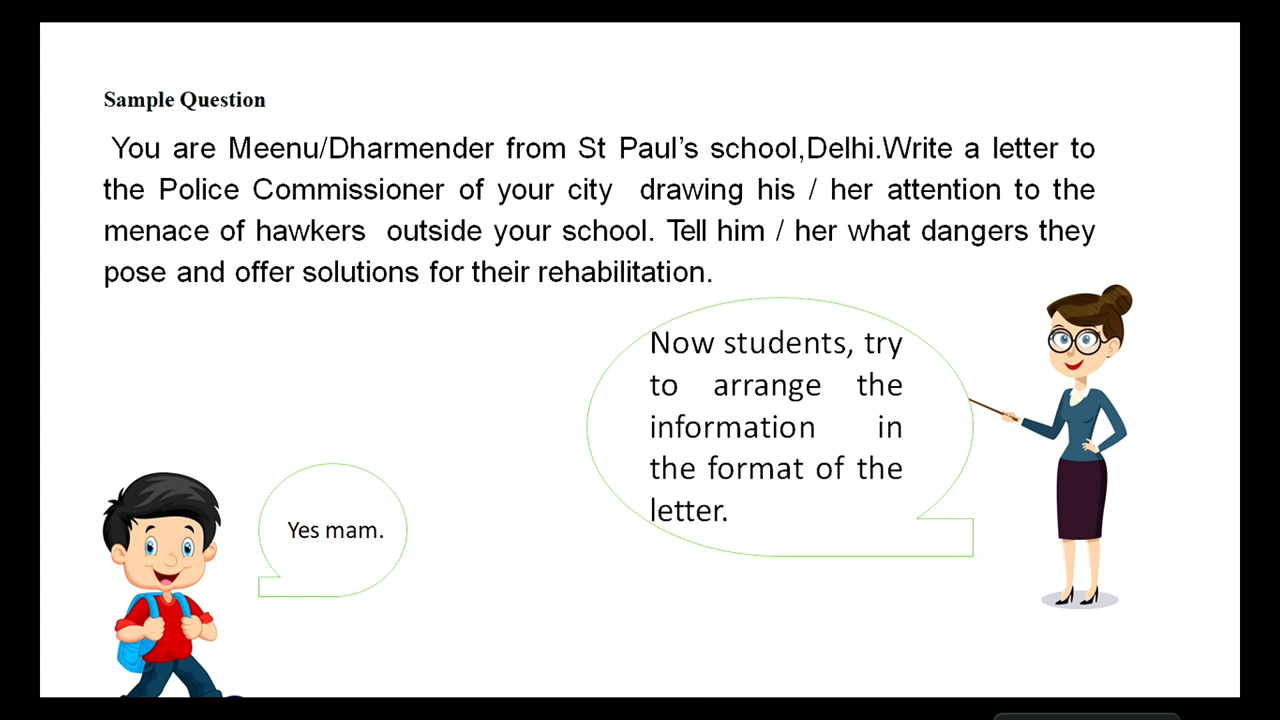 Sample Question
You are Meenu/Dharmender from St Paul’s school,Delhi.Write a letter to
the Police Commissioner of your city drawing his / her attention to the
menace of hawkers outside your school. Tell him / her what dangers they
pose and offer solutions for their rehabilitation.
Now students, try
to arrange the
information in
the format of the
letter.
Yes mam.